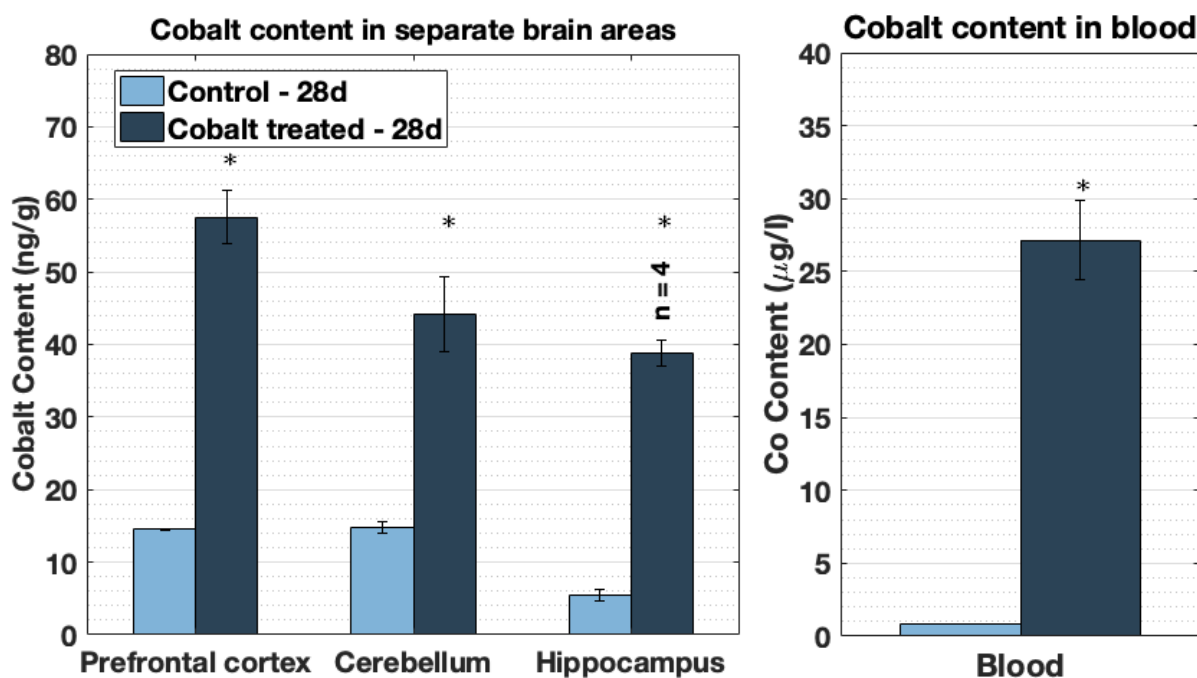 Cobalt content in separate brain areas
80
70
60
50
40
30
20
10
0
Cobalt Content (ng/g)
Control - 28d
Cobalt treated - 28d
*
*
*
n = 4
Prefrontal cortex
Cerebellum
Hippocampus
Cobalt content in blood
40
35
30
25
20
15
10
5
0
Co Content (μg/l)
*
Blood